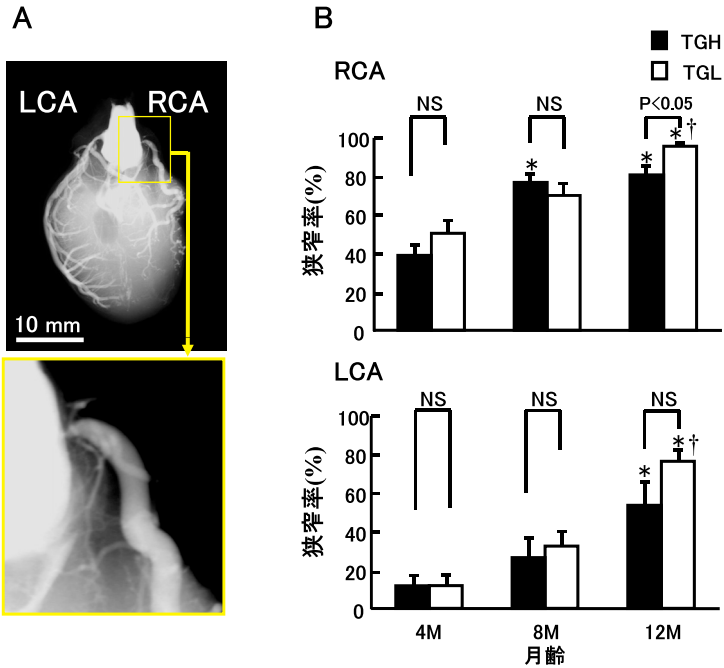 A
LCA
RCA
10 mm
B
TGH
TGL
RCA
NS
NS
P<0.05
*
*
*†
狭窄率(%)
100
80
60
40
20
0
LCA
NS
NS
NS
*
*†
狭窄率(%)
100
80
60
40
20
0
4M
8M
12M
月齢